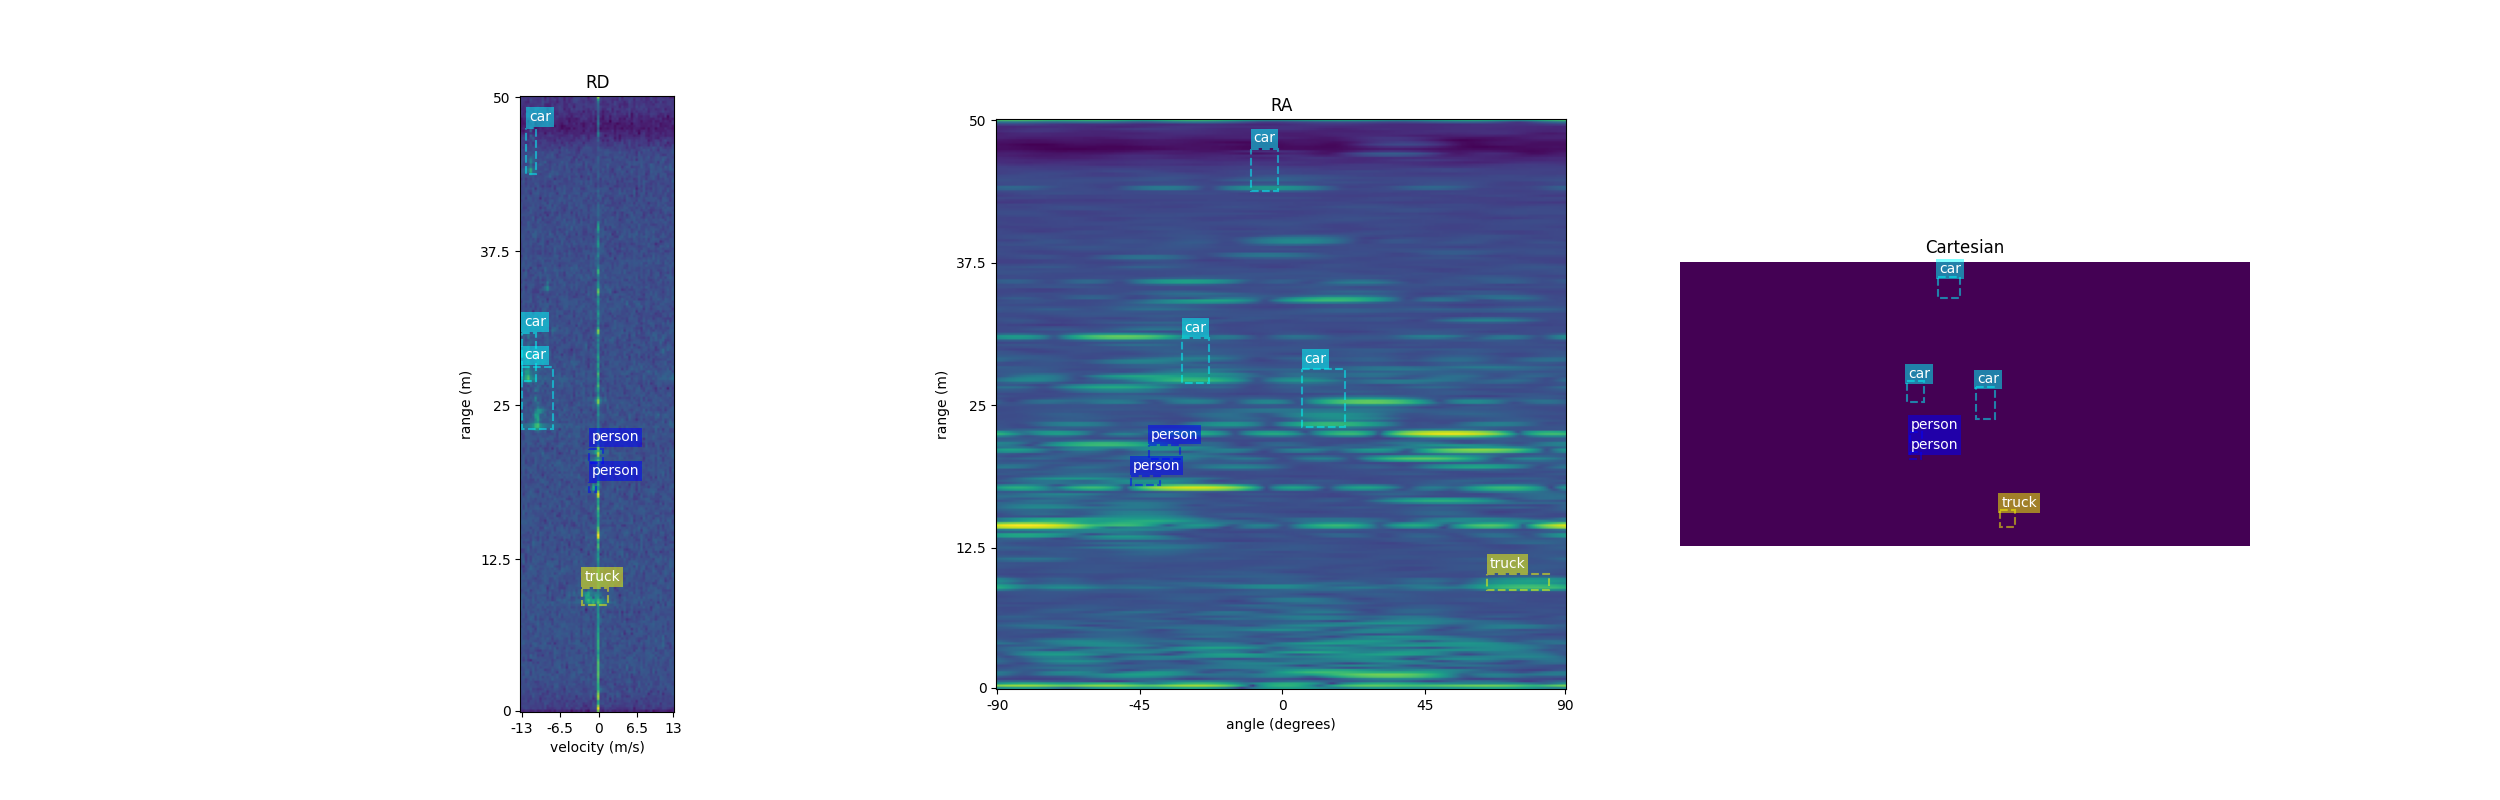 RD
50
37.5
25
12.5
0
range (m)
-13
-6.5
0
6.5
13
velocity (m/s)
car
car
car
person
person
truck
RA
50
37.5
25
12.5
0
range (m)
-90
-45
0
45
90
angle (degrees)
car
car
car
person
person
truck
Cartesian
car
car
car
person
person
truck